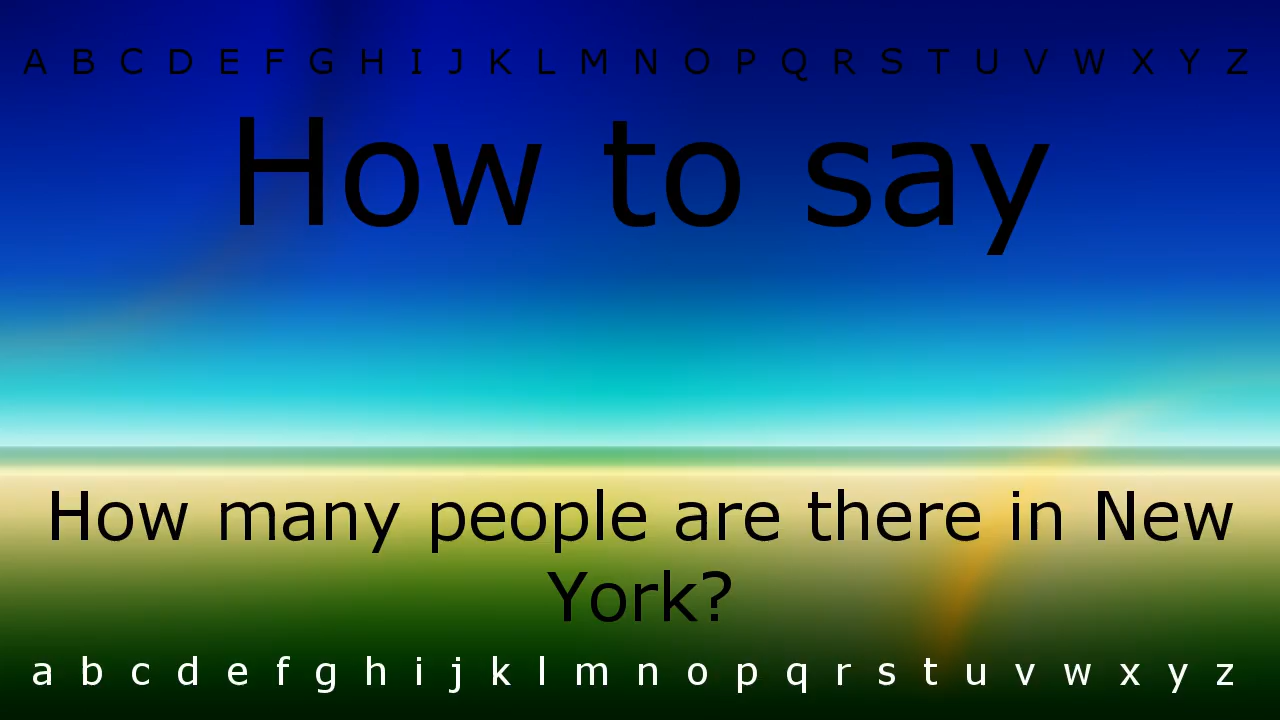 A B C D E F G H I J K L M N O P Q R S T U V W X Y Z
How to say
How many people are there in New
York?
a b c d e f g h i j k l m n o p q r s t u v w x y z